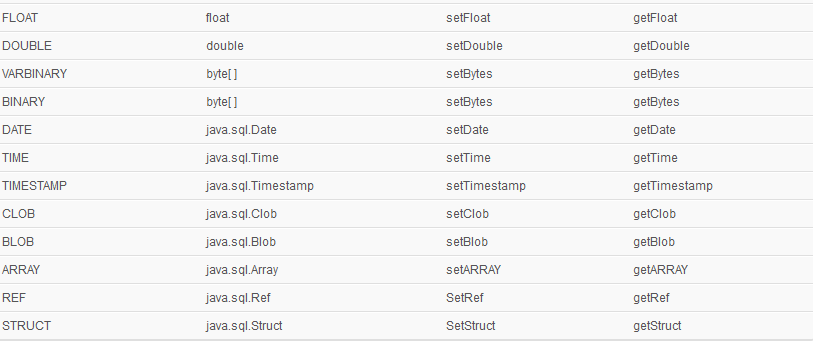 FLOAT float setFloat getFloat
DOUBLE double setDouble getDouble
VARBINARY byte[ ] setBytes getBytes
BINARY byte[ ] setBytes getBytes
DATE java.sql.Date setDate getDate
TIME java.sql.Time setTime getTime
TIMESTAMP java.sql.Timestamp setTimestamp getTimestamp
CLOB java.sql.Clob setClob getClob
BLOB java.sql.Blob setBlob getBlob
ARRAY java.sql.Array setARRAY getARRAY
REF java.sql.Ref SetRef getRef
STRUCT java.sql.Struct SetStruct getStruct